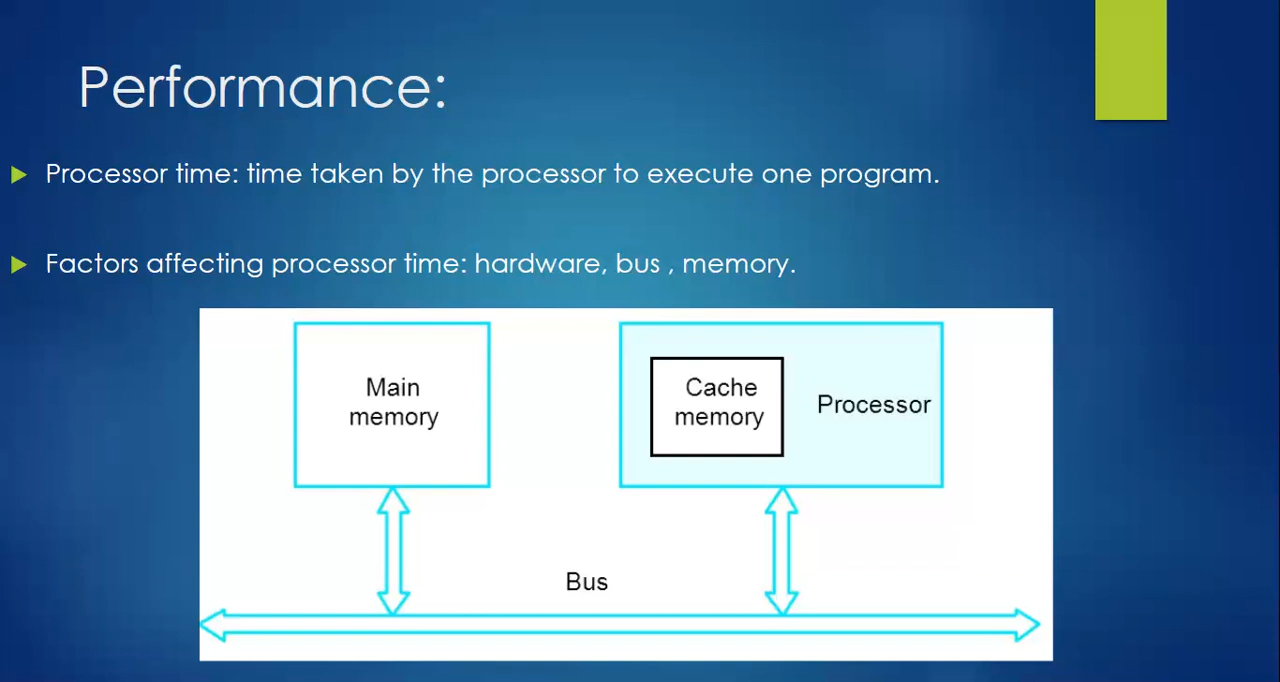 Performance:
Processor time: time taken by the processor to execute one program.
Factors affecting processor time: hardware, bus , memory.
Main
memory
Cache
memory
Processor
Bus